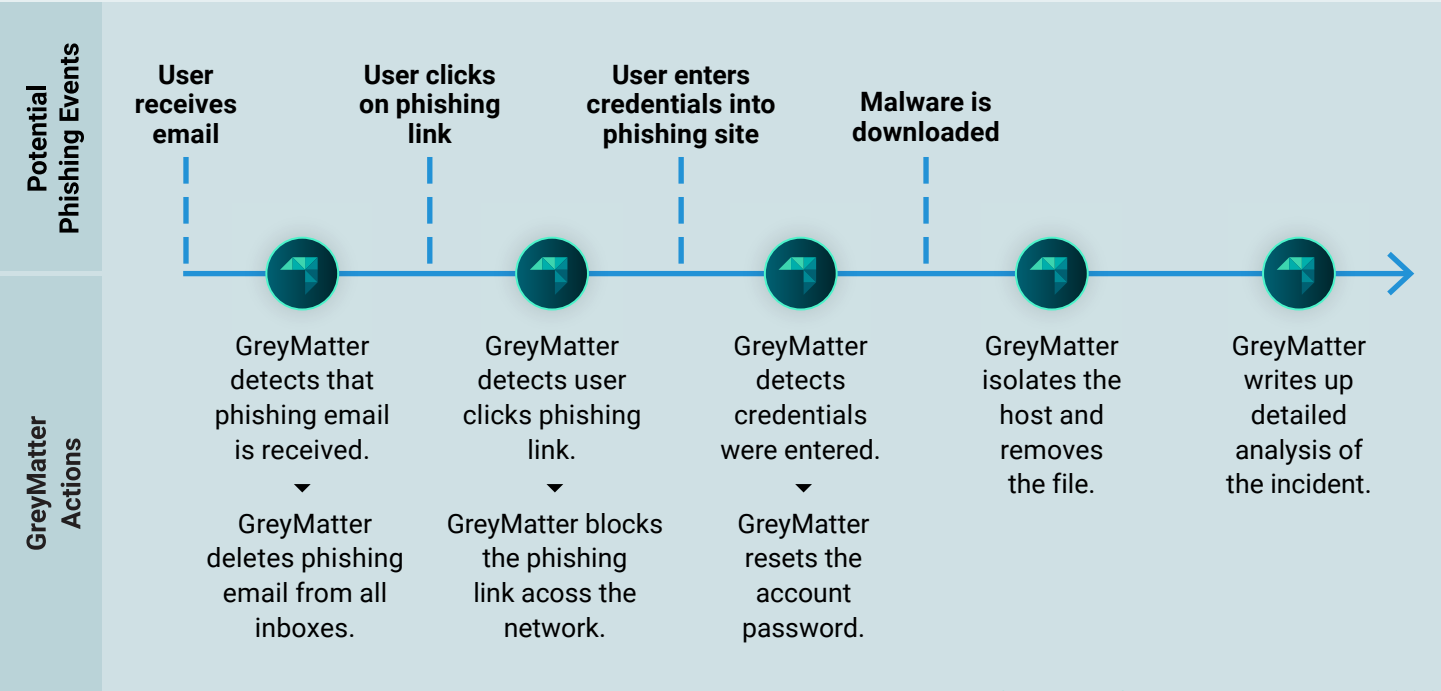 Potential
Phishing Events
User
receives
email
User clicks
on phishing
link
User enters
credentials into
phishing site
Malware is
downloaded
GreyMatter
Actions
GreyMatter
detects that
phishing email
is received.
GreyMatter
deletes phishing
email from all
inboxes.
GreyMatter
detects user
clicks phishing
link.
GreyMatter blocks
the phishing
link acoss the
network.
GreyMatter
detects
credentials
were entered.
GreyMatter
resets the
account
password.
GreyMatter
isolates the
host and
removes
the file.
GreyMatter
writes up
detailed
analysis of
the incident.